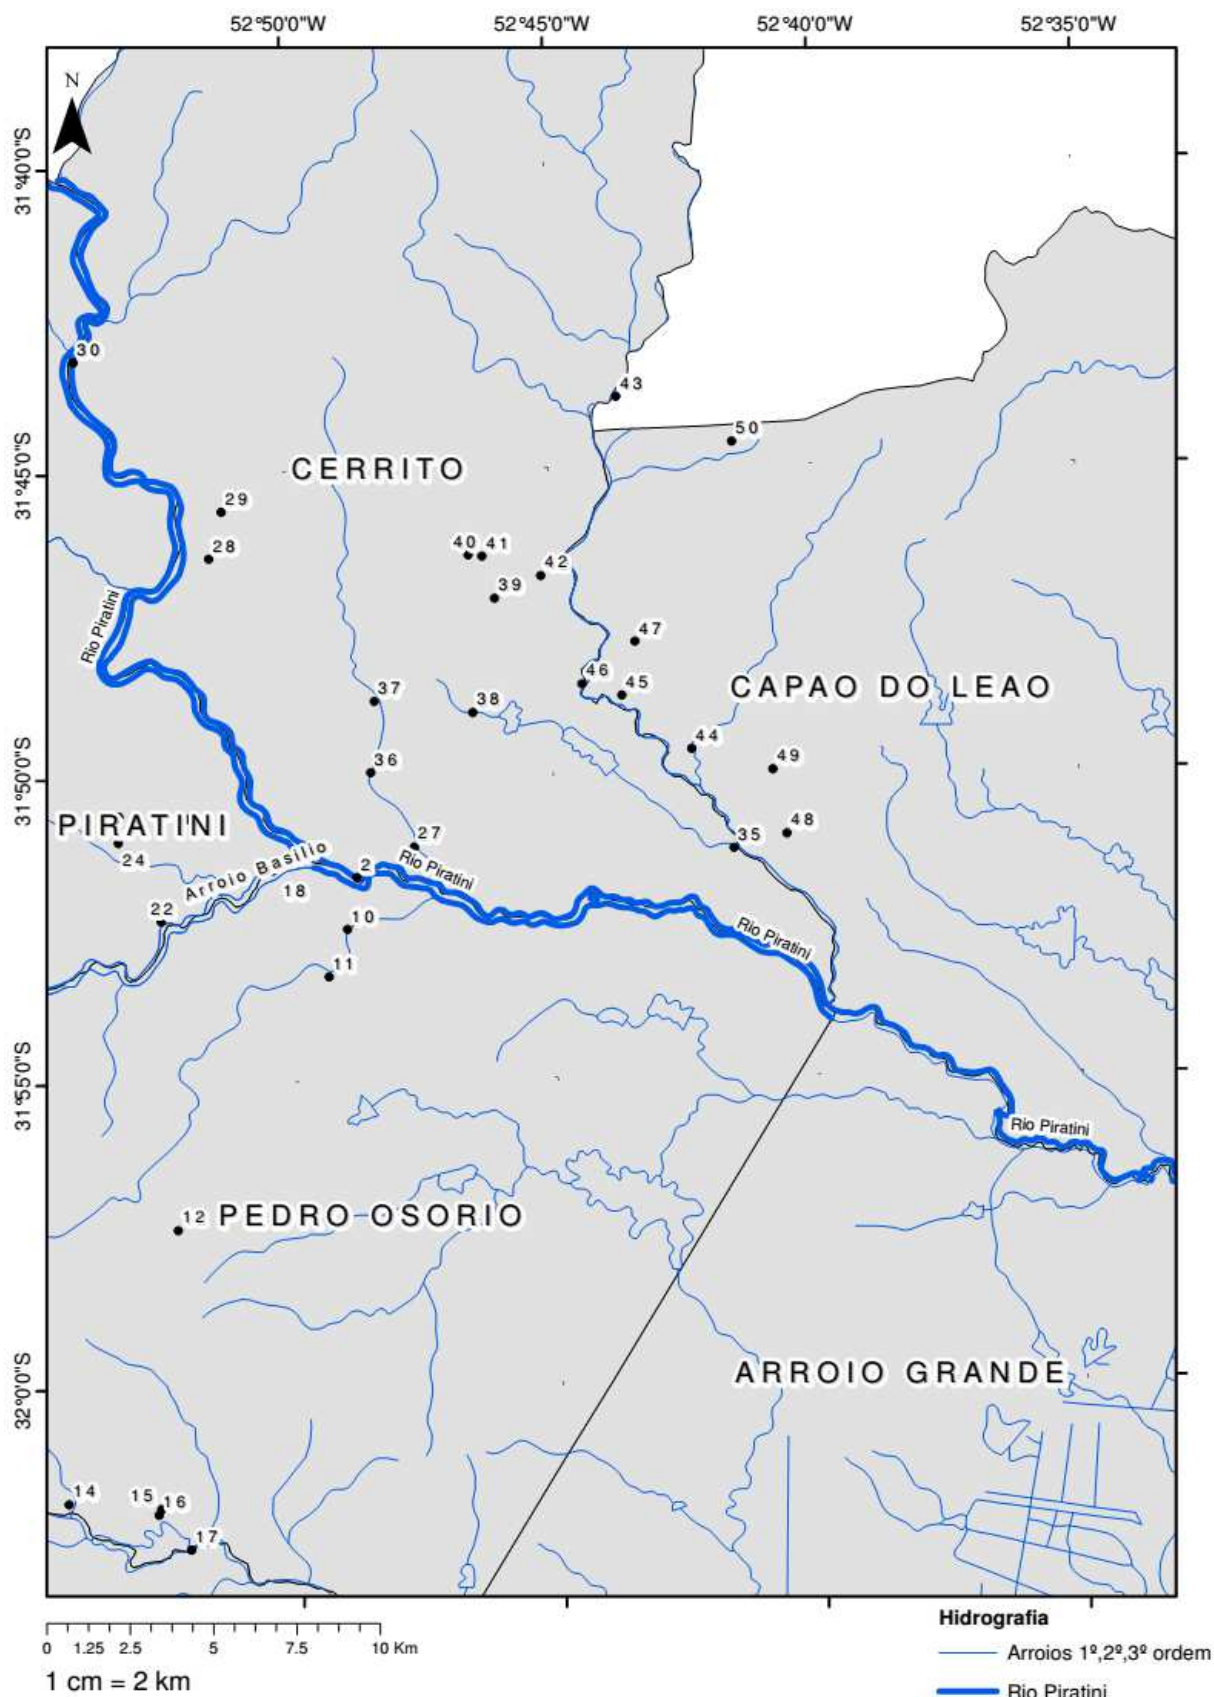 52°50'0"W 52°45'0"W 52°40'0"W 52°35'0"W
N
31°40'0"S
30
43
50
CERRITO
31°45'0"S
29
28
40 41
42
39
Rio Piratini
47
46
45
CAPAO DO LEAO
37
38
44
49
36
31°50'0"S
PIRATINI
48
35
27
24
Arroio Basilio
Rio Piratini
2
18
22
10
Rio Piratini
11
31°55'0"S
Rio Piratini
12
PEDRO OSORIO
ARROIO GRANDE
32°0'0"S
14
15
16
17
Hidrografia
0 1.25 2.5 5 7.5 10 Km
Arroios 1º,2º,3º ordem
1 cm = 2 km
Rio Piratini